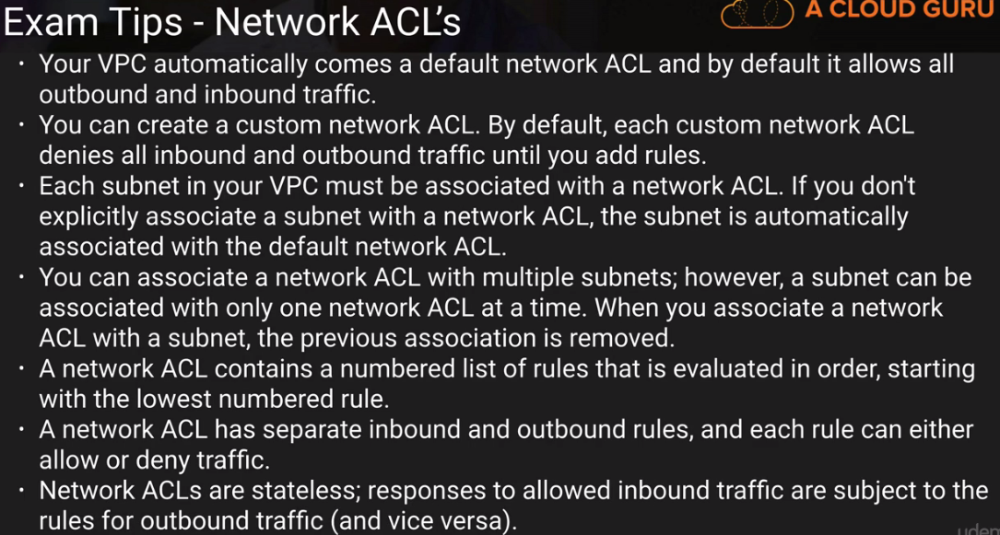 Exam Tips - Network ACL's
A CLOUD GURU
• Your VPC automatically comes a default network ACL and by default it allows all
outbound and inbound traffic.
• You can create a custom network ACL. By default, each custom network ACL
denies all inbound and outbound traffic until you add rules.
• Each subnet in your VPC must be associated with a network ACL. If you don't
explicitly associate a subnet with a network ACL, the subnet is automatically
associated with the default network ACL.
• You can associate a network ACL with multiple subnets; however, a subnet can be
associated with only one network ACL at a time. When you associate a network
ACL with a subnet, the previous association is removed.
• A network ACL contains a numbered list of rules that is evaluated in order, starting
with the lowest numbered rule.
• A network ACL has separate inbound and outbound rules, and each rule can either
allow or deny traffic.
• Network ACLs are stateless; responses to allowed inbound traffic are subject to the
rules for outbound traffic (and vice versa).